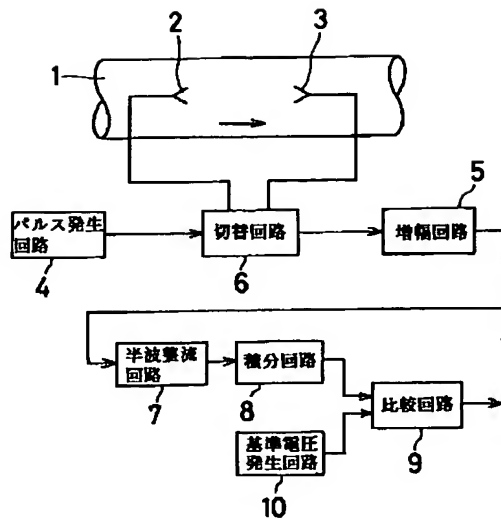 1
2
3
パルス発生
回路
4
切替回路
6
5
増幅回路
半波整流
回路
7
積分回路
8
比較回路
9
基準電圧
発生回路
10